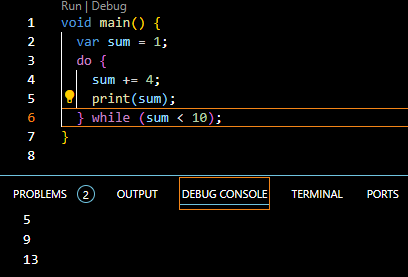 Run | Debug
1 void main() {
2 var sum = 1;
3 do {
4 sum += 4;
5 print(sum);
6 } while (sum < 10);
7 }
8
PROBLEMS 2 OUTPUT DEBUG CONSOLE TERMINAL PORTS
5
9
13